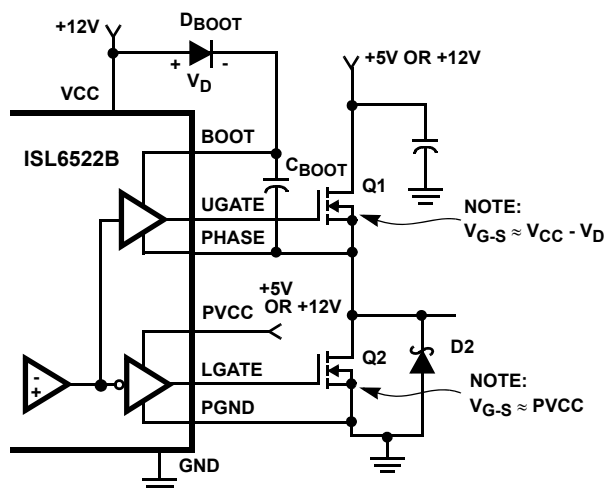 +12V
DBOOT
+ VD -
VCC
+5V OR +12V
BOOT
ISL6522B
CBOOT
Q1
UGATE
PHASE
NOTE:
VG-S ≈ VCC - VD
+5V
OR +12V
PVCC
Q2
D2
LGATE
- +
NOTE:
VG-S ≈ PVCC
PGND
GND